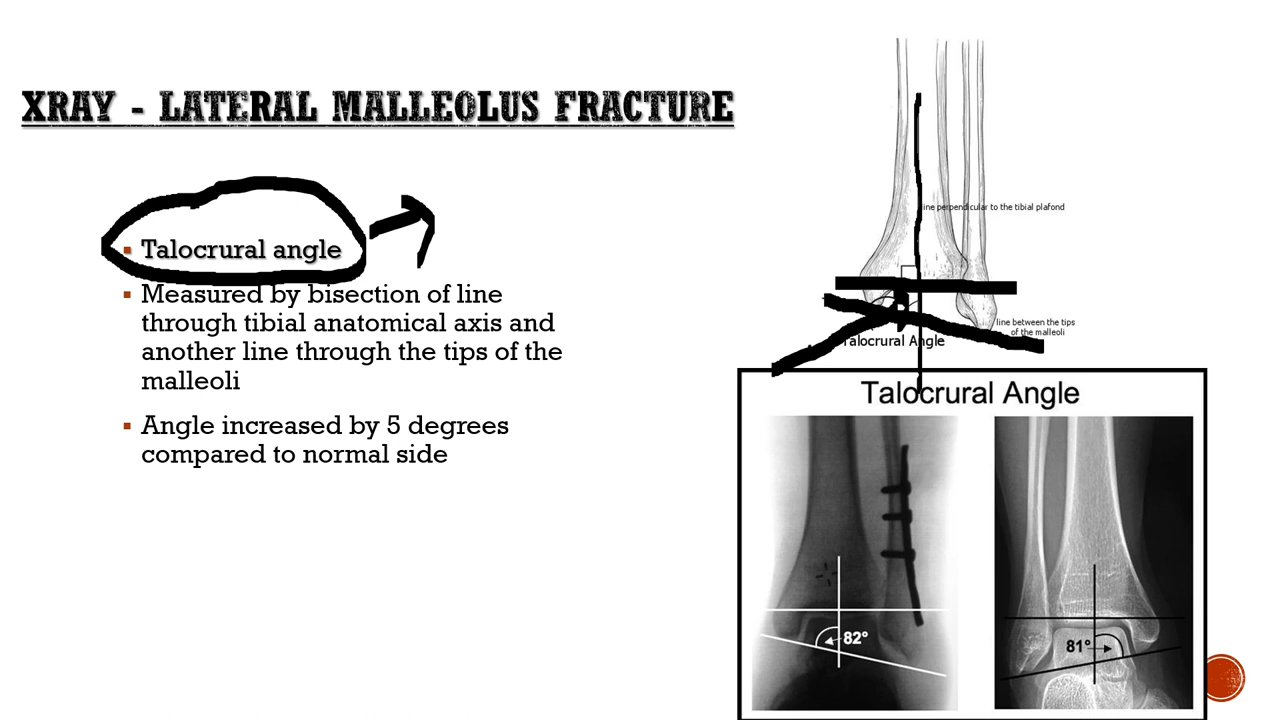 XRAY - LATERAL MALLEOLUS FRACTURE
Talocrural angle
Measured by bisection of line
through tibial anatomical axis and
another line through the tips of the
malleoli
Angle increased by 5 degrees
compared to normal side
line perpendicular to the tibial plafond
line between the tips
of the malleoli
Talocrural Angle
Talocrural Angle
82°
81°